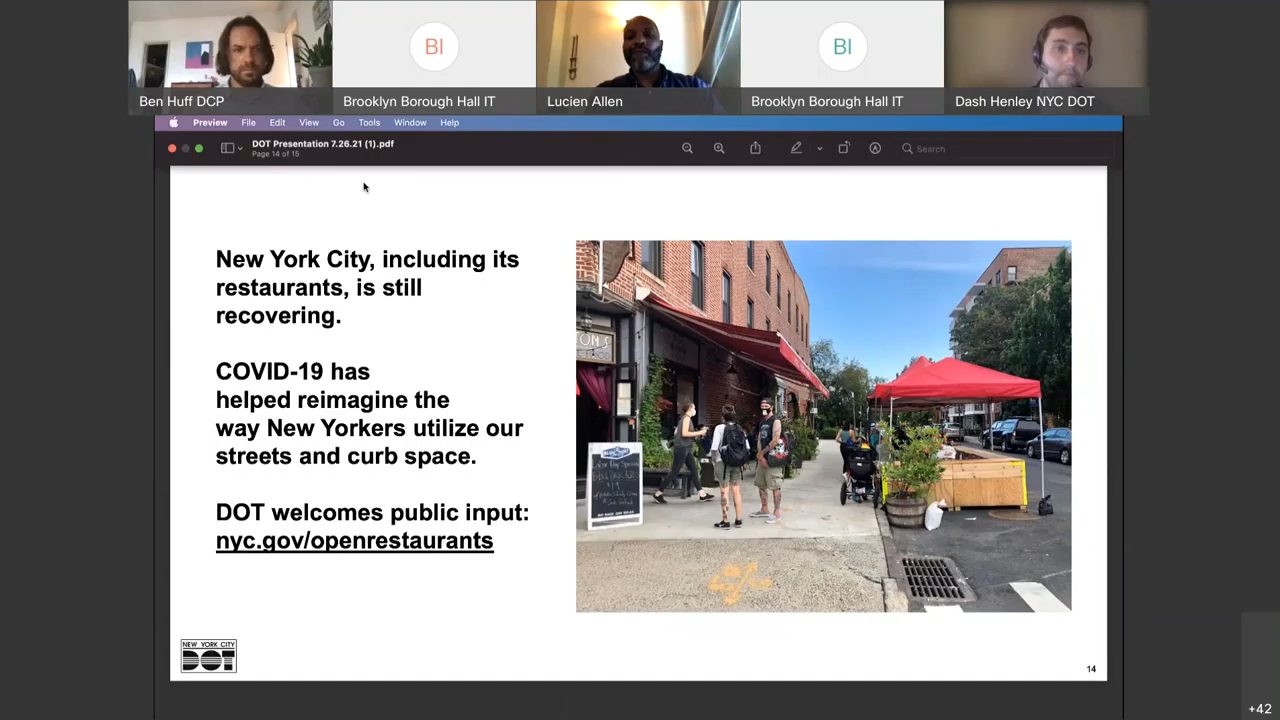 BI
BI
Ben Huff DCP
Brooklyn Borough Hall IT
Lucien Allen
Brooklyn Borough Hall IT
Dash Henley NYC DOT
Preview File Edit View Go Tools Window Help
DOT Presentation 7.26.21 (1).pdf
Page 14 of 15
Search
New York City, including its
restaurants, is still
recovering.
COVID-19 has
helped reimagine the
way New Yorkers utilize our
streets and curb space.
DOT welcomes public input:
nyc.gov/openrestaurants
NEW YORK CITY
DOT
14
+42